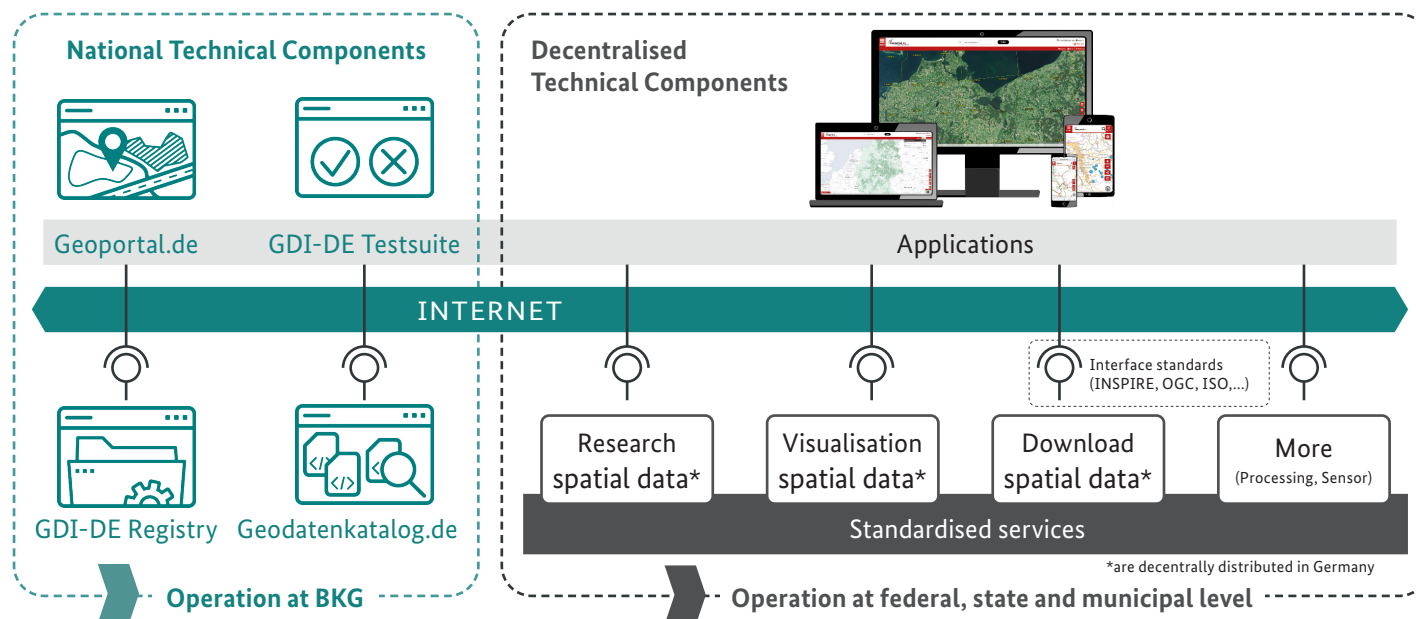 National Technical Components
Geoportal.de
GDI-DE Testsuite
Decentralised
Technical Components
Applications
INTERNET
Interface standards
(INSPIRE, OGC, ISO,...)
</>
</>
</>
GDI-DE Registry
Geodatenkatalog.de
Research
spatial data*
Visualisation
spatial data*
Download
spatial data*
More
(Processing, Sensor)
Standardised services
*are decentrally distributed in Germany
Operation at BKG
Operation at federal, state and municipal level